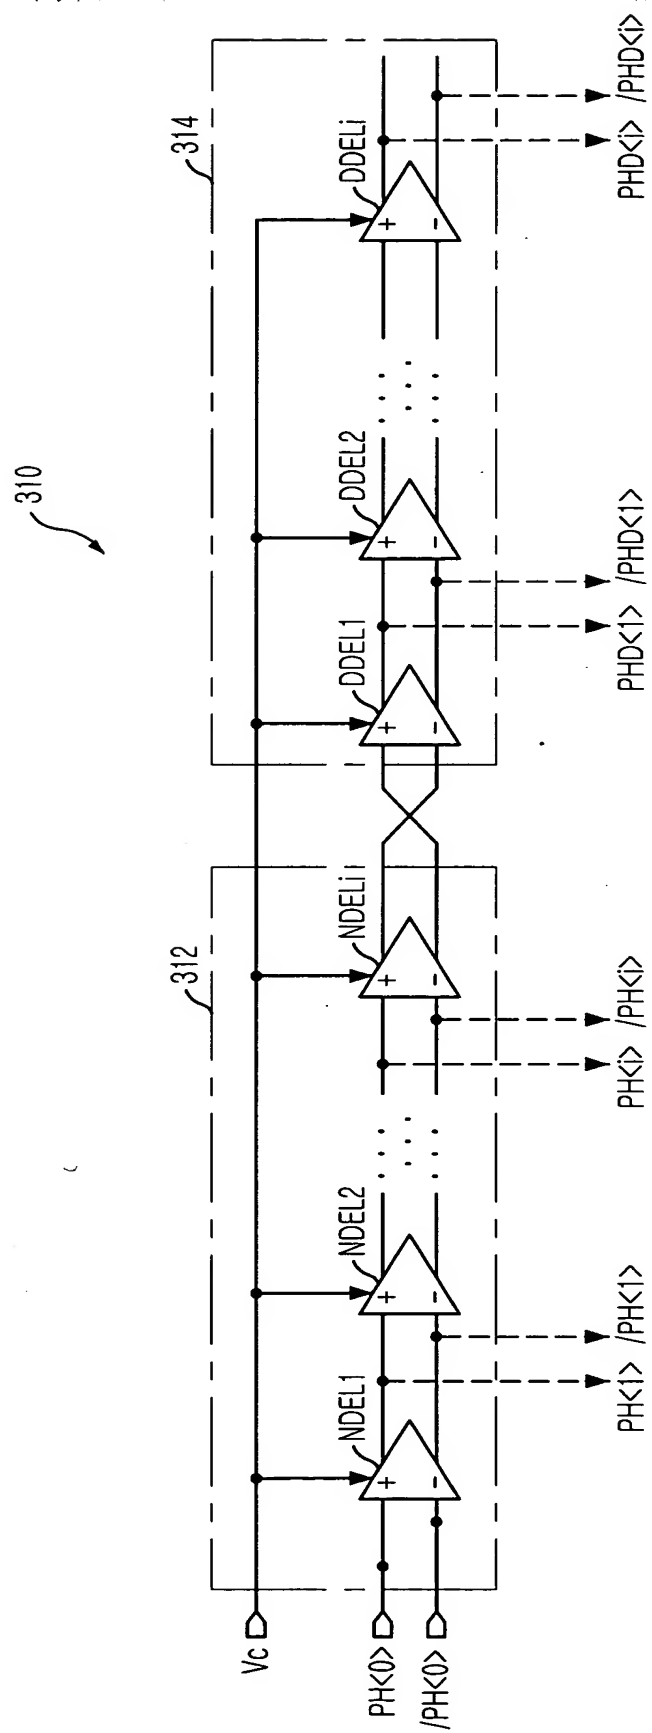 310
312
314
Vc
PH<0>
/PH<0>
NDEL1
NDEL2
NDELi
DDEL1
DDEL2
DDELi
+
-
+
-
+
-
+
-
+
-
+
-
PH<1>
/PH<1>
PH<i>
/PH<i>
PHD<1>
/PHD<1>
PHD<i>
/PHD<i>